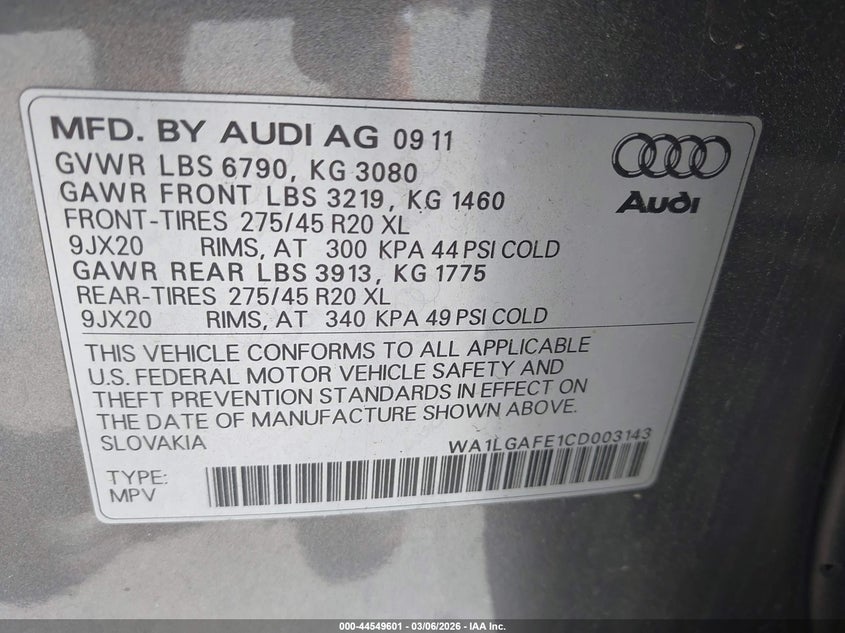 MFD. BY AUDI AG 09 11
GVWR LBS 6790, KG 3080
GAWR FRONT LBS 3219, KG 1460
FRONT-TIRES 275/45 R20 XL
9JX20 RIMS, AT 300 KPA 44 PSI COLD
GAWR REAR LBS 3913, KG 1775
REAR-TIRES 275/45 R20 XL
9JX20 RIMS, AT 340 KPA 49 PSI COLD
Audi
THIS VEHICLE CONFORMS TO ALL APPLICABLE
U.S. FEDERAL MOTOR VEHICLE SAFETY AND
THEFT PREVENTION STANDARDS IN EFFECT ON
THE DATE OF MANUFACTURE SHOWN ABOVE.
SLOVAKIA WA1LGAFE1CD003143
TYPE:
MPV
000-44549601 - 03/06/2026 - IAA Inc.